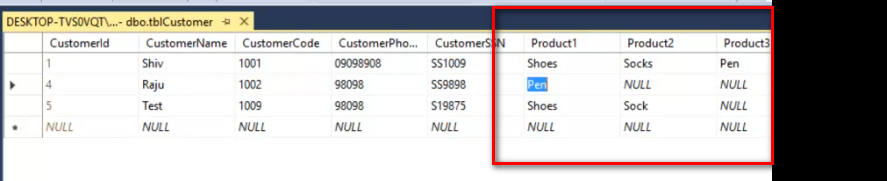 DESKTOP-TVS0VQT\...- dbo.tblCustomer
CustomerId CustomerName CustomerCode CustomerPho... CustomerSSN Product1 Product2 Product3
1 Shiv 1001 09098908 SS1009 Shoes Socks Pen
4 Raju 1002 98098 SS9898 Pen NULL NULL
5 Test 1009 98098 S19875 Shoes Sock NULL
NULL NULL NULL NULL NULL NULL NULL NULL